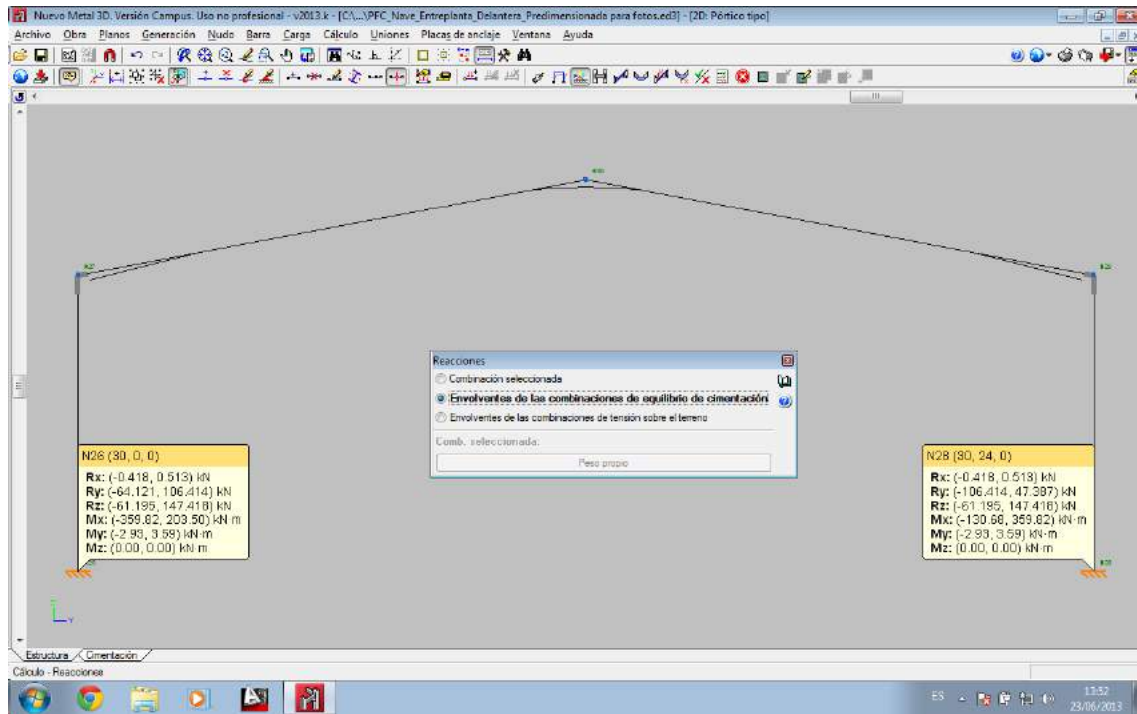 Nuevo Metal 3D. Versión Campus. Uso no profesional - v2013.k - [C:\...\PFC_Nave_Entreplanta_Delantera_Predimensionada para fotos.ed3] - [2D: Pórtico tipo]
Archivo Obra Planos Generación Nudo Barra Carga Cálculo Uniones Placas de anclaje Ventana Ayuda
Reacciones
Combinación seleccionada
Envolventes de las combinaciones de equilibrio de cimentación
Envolventes de las combinaciones de tensión sobre el terreno
Comb. seleccionada:
Peso propio
N26 (30, 0, 0)
Rx: (-0.418, 0.513) kN
Ry: (-64.121, 106.414) kN
Rz: (-61.195, 147.418) kN
Mx: (-359.82, 203.50) kN·m
My: (-2.93, 3.59) kN·m
Mz: (0.00, 0.00) kN·m
N28 (30, 24, 0)
Rx: (-0.418, 0.513) kN
Ry: (-106.414, 47.387) kN
Rz: (-61.195, 147.418) kN
Mx: (-130.68, 359.82) kN·m
My: (-2.93, 3.59) kN·m
Mz: (0.00, 0.00) kN·m
Y
Estructura Cimentación
Cálculo - Reacciones
ES 13:52
23/06/2013